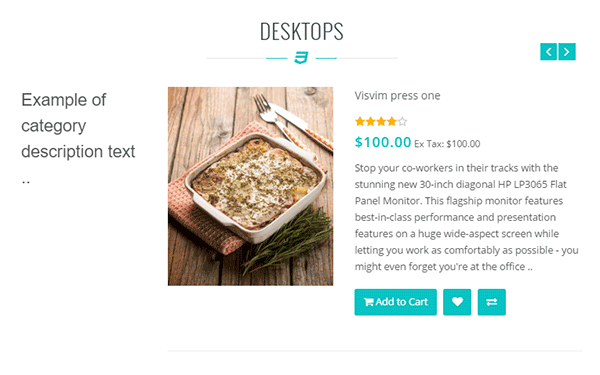 DESKTOPS
Example of
category
description text
..
Visvim press one
$100.00 Ex Tax: $100.00
Stop your co-workers in their tracks with the
stunning new 30-inch diagonal HP LP3065 Flat
Panel Monitor. This flagship monitor features
best-in-class performance and presentation
features on a huge wide-aspect screen while
letting you work as comfortably as possible - you
might even forget you're at the office ..
Add to Cart